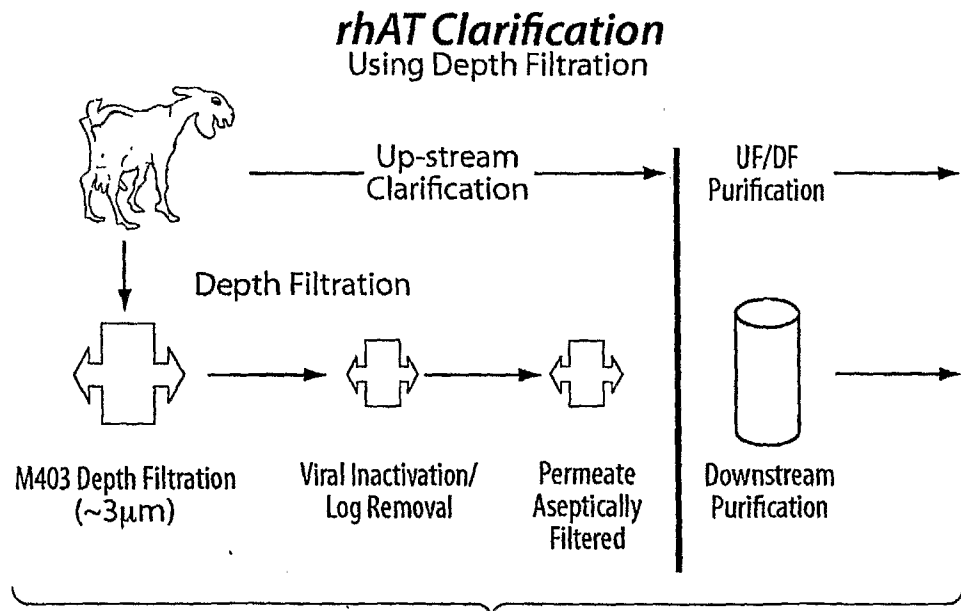 rhAT Clarification
Using Depth Filtration
Up-stream
Clarification
UF/DF
Purification
Depth Filtration
M403 Depth Filtration
(~3μm)
Viral Inactivation/
Log Removal
Permeate
Aseptically
Filtered
Downstream
Purification